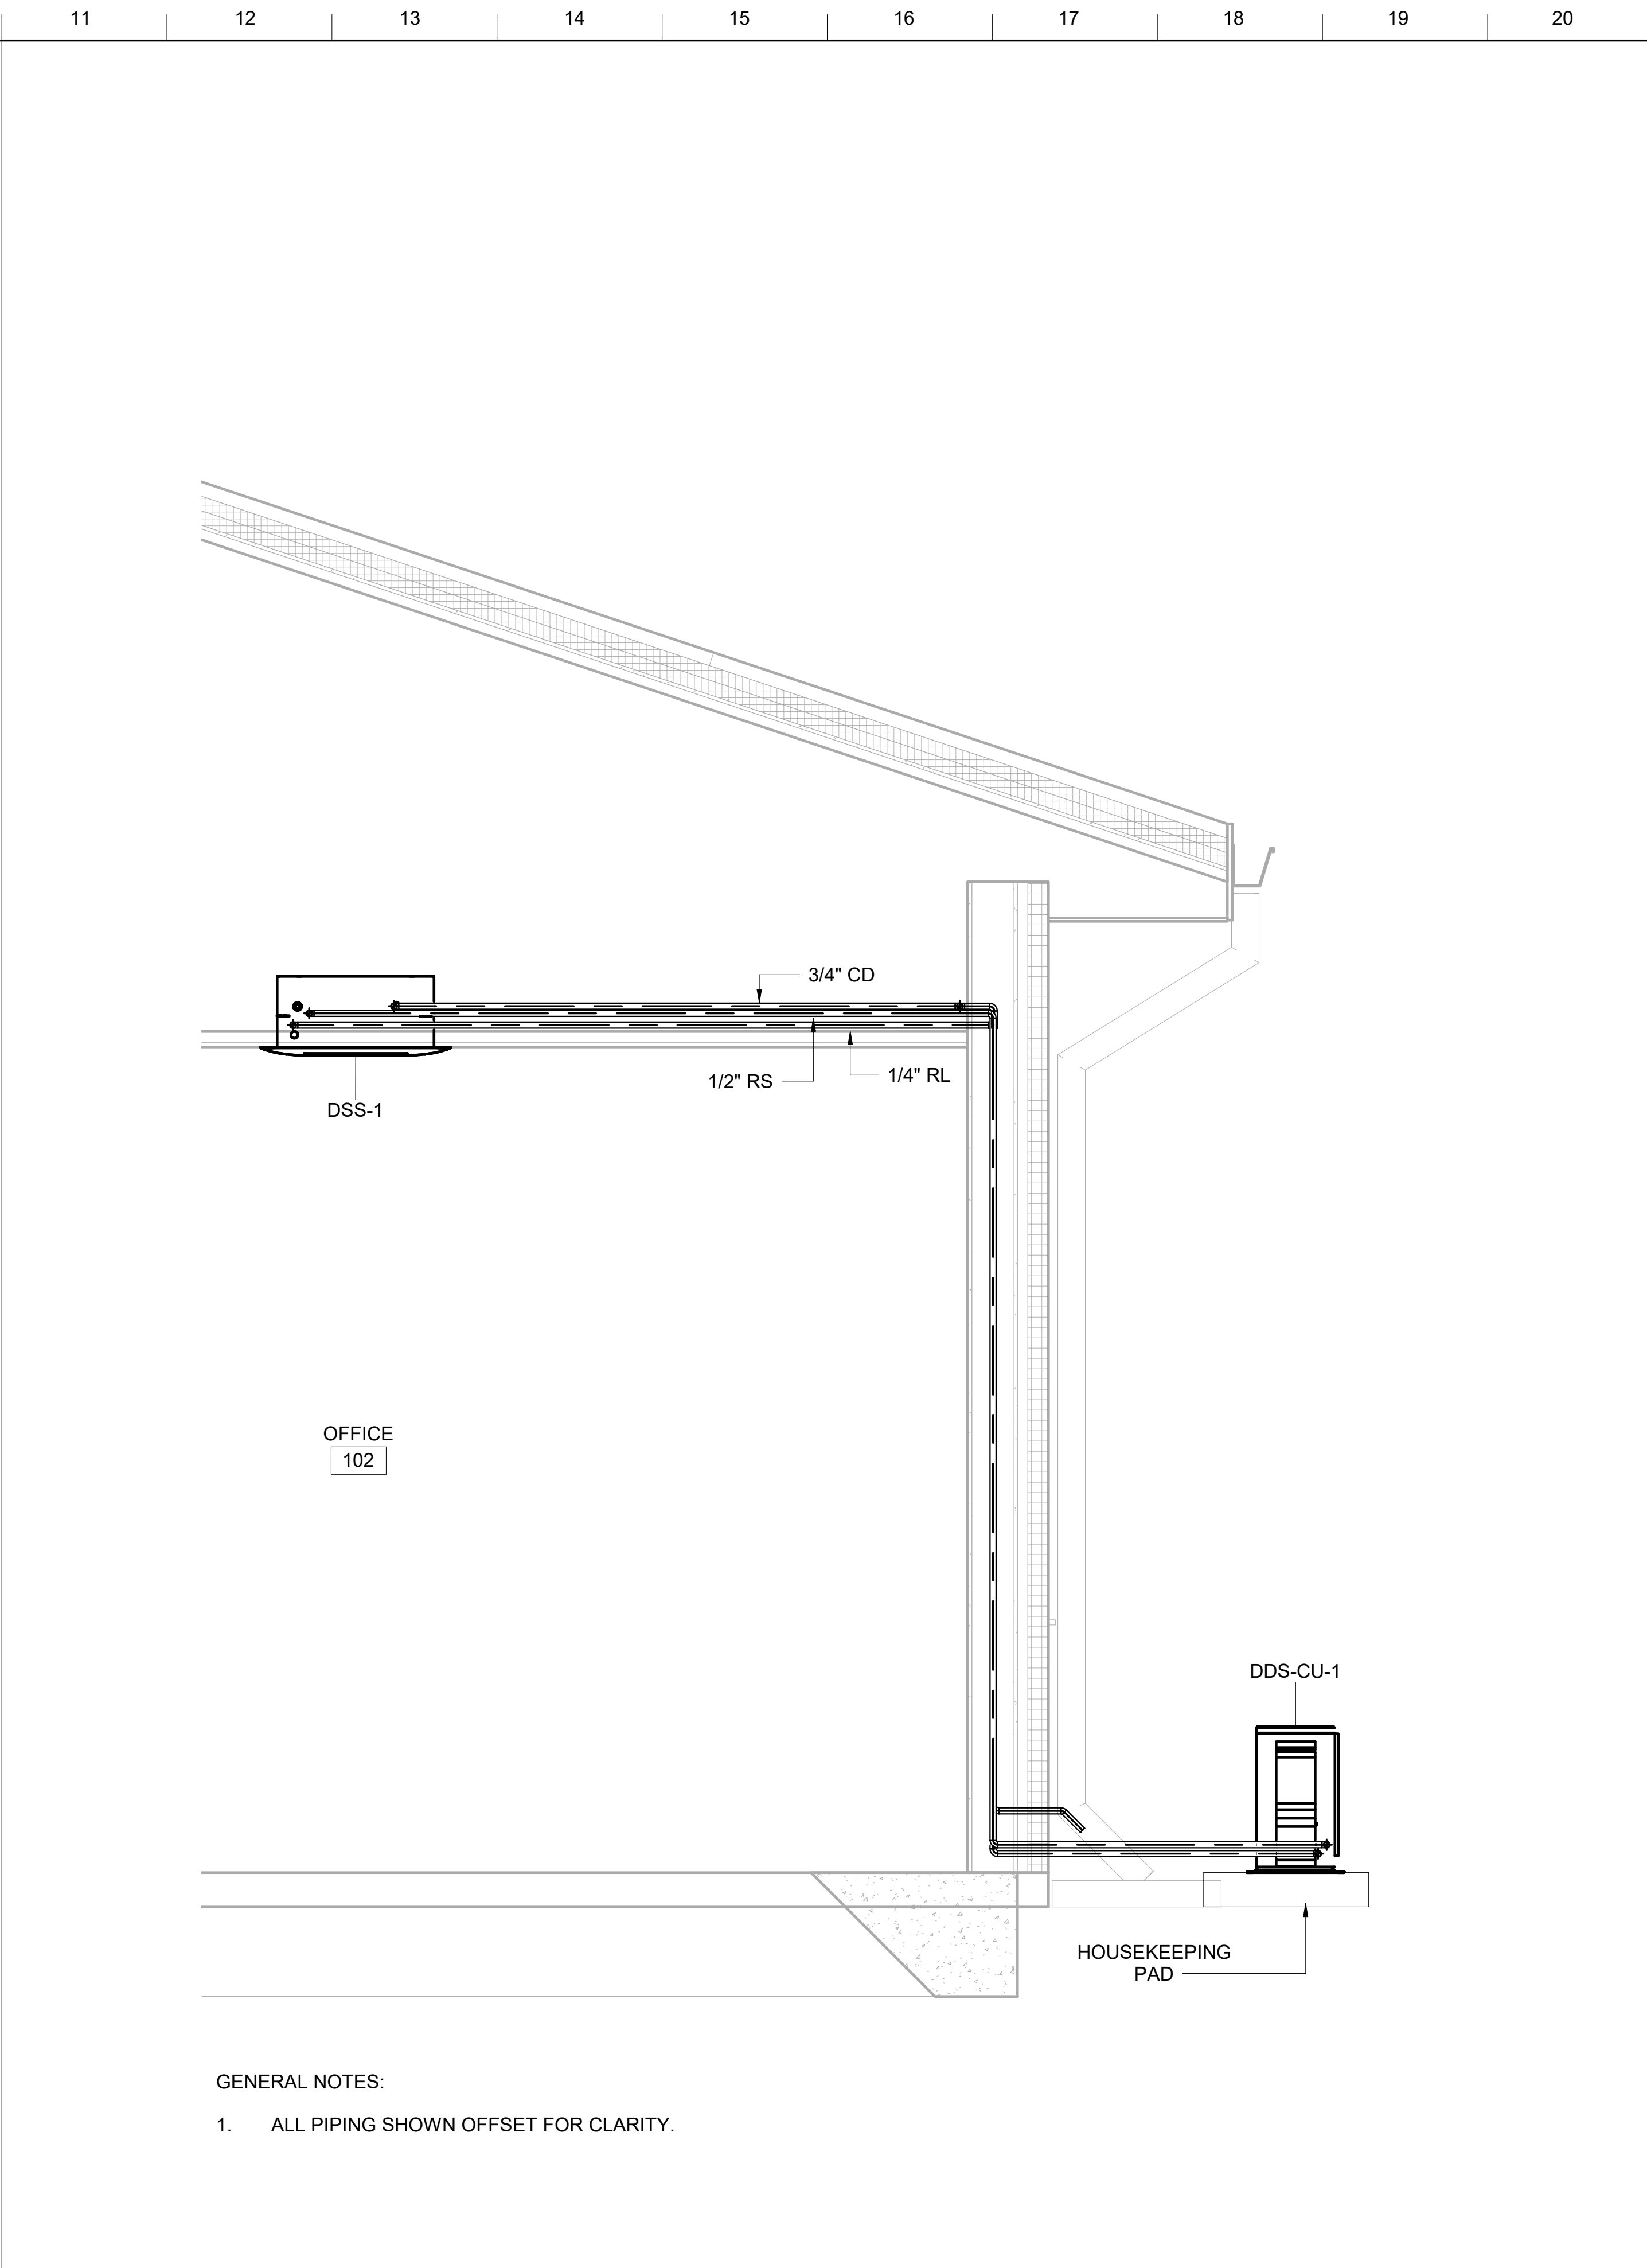 11 12 13 14 15 16 17 18 19 20
3/4" CD
1/2" RS
1/4" RL
DSS-1
OFFICE
102
DDS-CU-1
HOUSEKEEPING
PAD
GENERAL NOTES:
1. ALL PIPING SHOWN OFFSET FOR CLARITY.